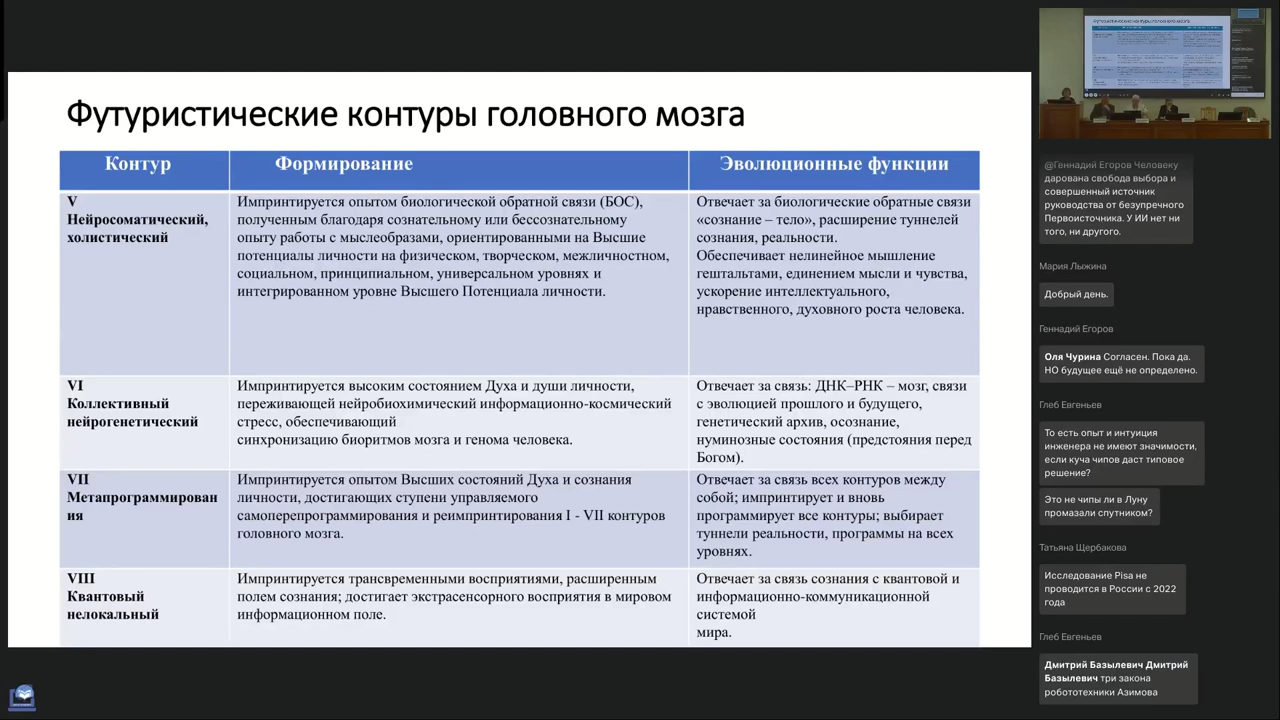 Футуристические контуры головного мозга
Контур
Формирование
Эволюционные функции
V
Нейросоматический,
холистический
Импринтируется опытом биологической обратной связи (БОС),
полученным благодаря сознательному или бессознательному
опыту работы с мыслеобразами, ориентированными на Высшие
потенциалы личности на физическом, творческом, межличностном,
социальном, принципиальном, универсальном уровнях и
интегрированном уровне Высшего Потенциала личности.
Отвечает за биологические обратные связи
«сознание – тело», расширение туннелей
сознания, реальности.
Обеспечивает нелинейное мышление
гештальтами, единением мысли и чувства,
ускорение интеллектуального,
нравственного, духовного роста человека.
VI
Коллективный
нейрогенетический
Импринтируется высоким состоянием Духа и души личности,
переживающей нейробиохимический информационно-космический
стресс, обеспечивающий
синхронизацию биоритмов мозга и генома человека.
Отвечает за связь: ДНК–РНК – мозг, связи
с эволюцией прошлого и будущего,
генетический архив, осознание,
нуминозные состояния (предстояния перед
Богом).
VII
Метапрограммирован
ия
Импринтируется опытом Высших состояний Духа и сознания
личности, достигающих ступени управляемого
самоперепрограммирования и реимпринтирования I - VII контуров
головного мозга.
Отвечает за связь всех контуров между
собой; импринтирует и вновь
программирует все контуры; выбирает
туннели реальности, программы на всех
уровнях.
VIII
Квантовый
нелокальный
Импринтируется трансвременными восприятиями, расширенным
полем сознания; достигает экстрасенсорного восприятия в мировом
информационном поле.
Отвечает за связь сознания с квантовой и
информационно-коммуникационной
системой
мира.
Футуристические контуры головного мозга
@Геннадий Егоров Человеку
дарована свобода выбора и
совершенный источник
руководства от безупречного
Первоисточника. У ИИ нет ни
того, ни другого.
Мария Лыжина
Добрый день.
Геннадий Егоров
Оля Чурина Согласен. Пока да.
НО будущее ещё не определено.
Глеб Евгеньев
То есть опыт и интуиция
инженера не имеют значимости,
если куча чипов даст типовое
решение?
Это не чипы ли в Луну
промазали спутником?
Татьяна Щербакова
Исследование Pisa не
проводится в России с 2022
года
Глеб Евгеньев
Дмитрий Базылевич Дмитрий
Базылевич три закона
робототехники Азимова